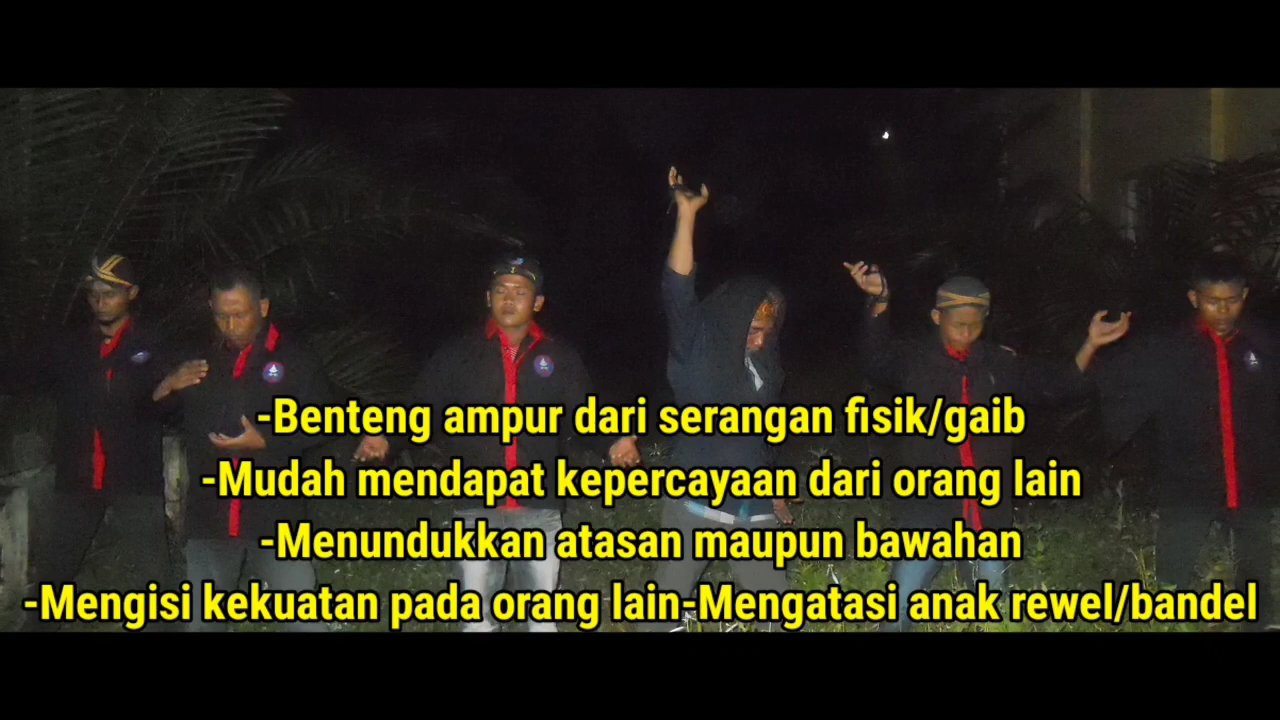 -Benteng ampur dari serangan fisik/gaib
-Mudah mendapat kepercayaan dari orang lain
-Menundukkan atasan maupun bawahan
-Mengisi kekuatan pada orang lain-Mengatasi anak rewel/bandel